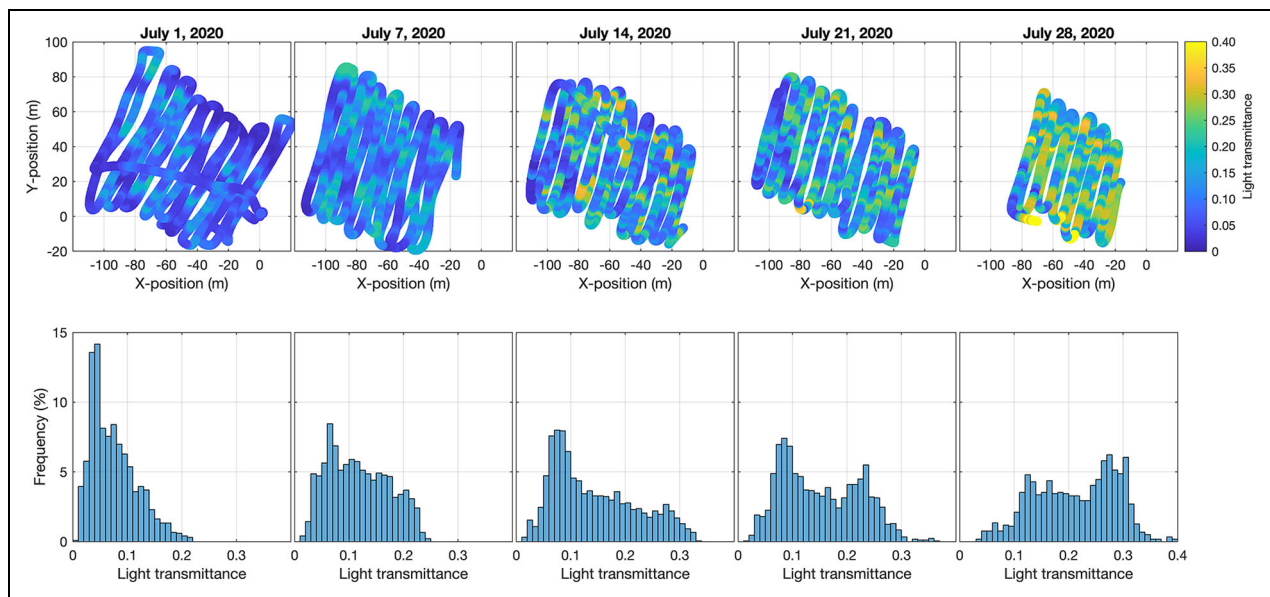 July 1, 2020 July 7, 2020 July 14, 2020 July 21, 2020 July 28, 2020
100
80
60
40
20
0
-20
Y-position (m)
-100 -80 -60 -40 -20 0 -100 -80 -60 -40 -20 0 -100 -80 -60 -40 -20 0 -100 -80 -60 -40 -20 0 -100 -80 -60 -40 -20 0
X-position (m) X-position (m) X-position (m) X-position (m) X-position (m)
0.40
0.35
0.30
0.25
0.20
0.15
0.10
0.05
0
Light transmittance
15
10
5
0
Frequency (%)
0 0.1 0.2 0.3 0.1 0.2 0.3 0.1 0.2 0.3 0.1 0.2 0.3 0.1 0.2 0.3 0.4
Light transmittance Light transmittance Light transmittance Light transmittance Light transmittance